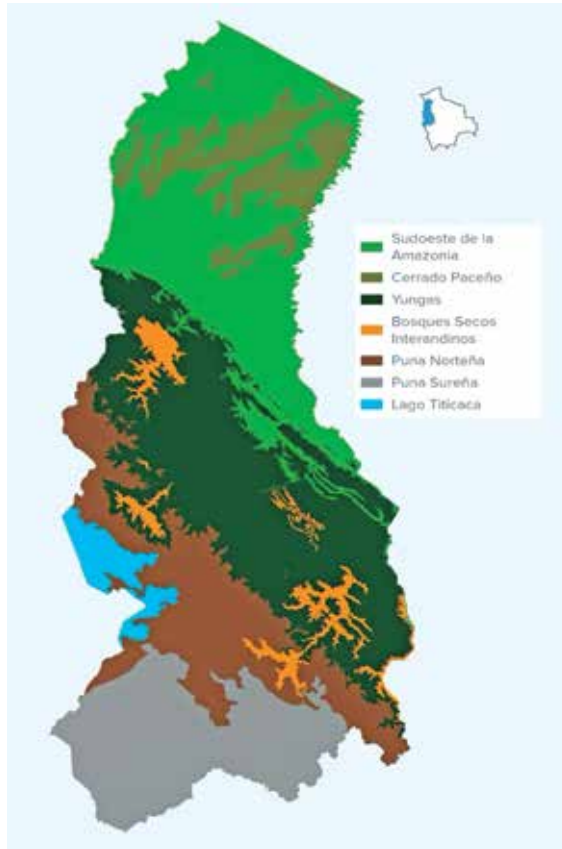 Sudoeste de la
Amazonia
Cerrado Paceño
Yungas
Bosques Secos
Interandinos
Puna Norteña
Puna Sureña
Lago Titicaca